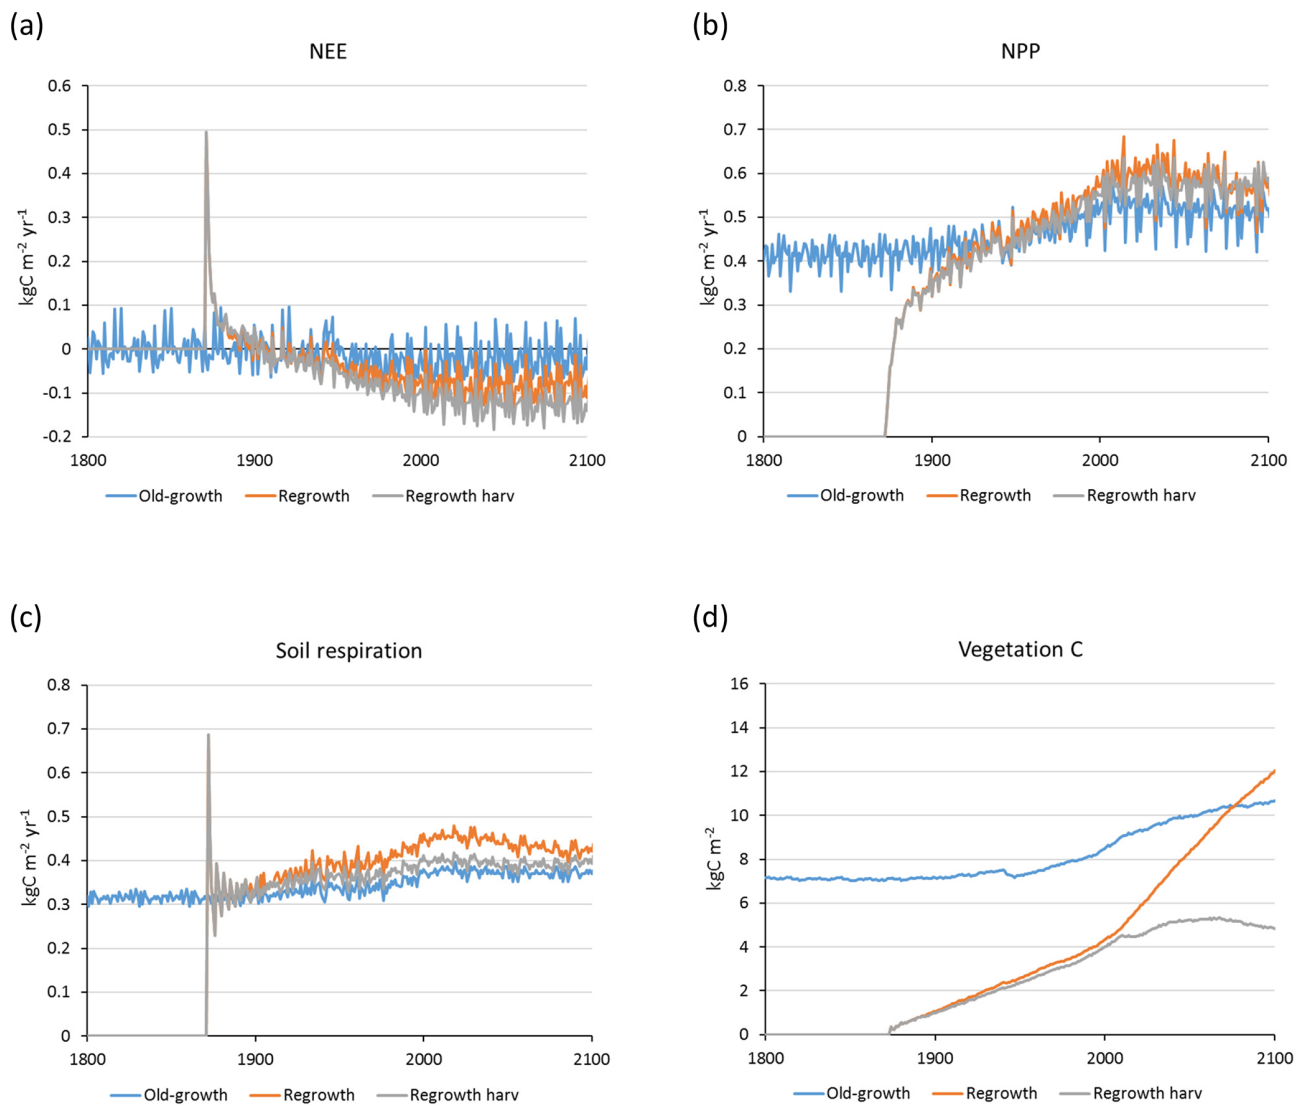 (a)
NEE
0.6
0.5
0.4
0.3
0.2
0.1
0
-0.1
-0.2
kgC m⁻² yr⁻¹
1800 1900 2000 2100
Old-growth Regrowth Regrowth harv
(b)
NPP
0.8
0.7
0.6
0.5
0.4
0.3
0.2
0.1
0
kgC m⁻² yr⁻¹
1800 1900 2000 2100
Old-growth Regrowth Regrowth harv
(c)
Soil respiration
0.8
0.7
0.6
0.5
0.4
0.3
0.2
0.1
0
kgC m⁻² yr⁻¹
1800 1900 2000 2100
Old-growth Regrowth Regrowth harv
(d)
Vegetation C
16
14
12
10
8
6
4
2
0
kgC m⁻²
1800 1900 2000 2100
Old-growth Regrowth Regrowth harv